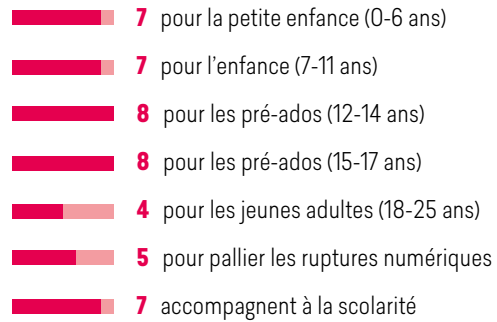 7 pour la petite enfance (0-6 ans)
7 pour l'enfance (7-11 ans)
8 pour les pré-ados (12-14 ans)
8 pour les pré-ados (15-17 ans)
4 pour les jeunes adultes (18-25 ans)
5 pour pallier les ruptures numériques
7 accompagnent à la scolarité